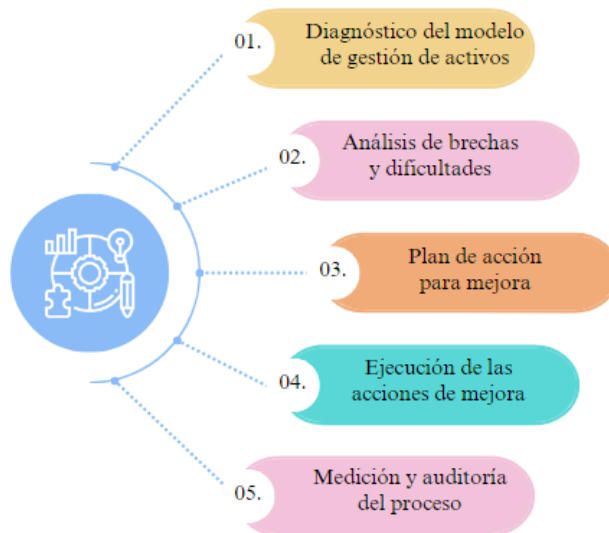 01.
Diagnóstico del modelo
de gestión de activos
02.
Análisis de brechas
y dificultades
03.
Plan de acción
para mejora
04.
Ejecución de las
acciones de mejora
05.
Medición y auditoría
del proceso